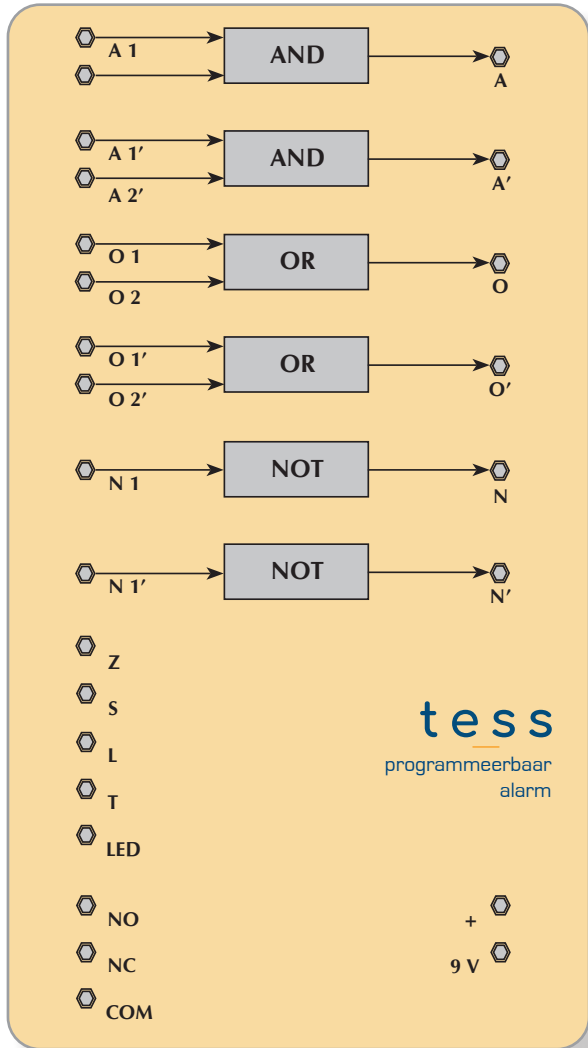 A 1
AND
A
A 1′
AND
A 2′
A′
O 1
OR
O 2
O
O 1′
OR
O 2′
O′
N 1
NOT
N
N 1′
NOT
N′
Z
S
L
T
LED
tess
programmeerbaar
alarm
NO
+
NC
9 V
COM